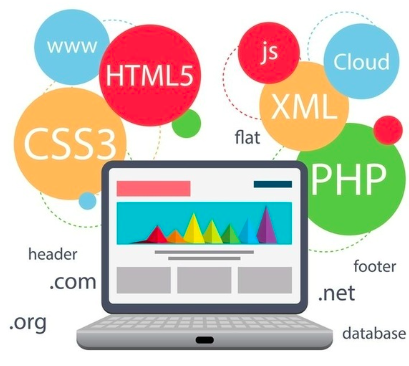 www
HTML5
CSS3
js
Cloud
XML
flat
PHP
header
.com
.org
footer
.net
database